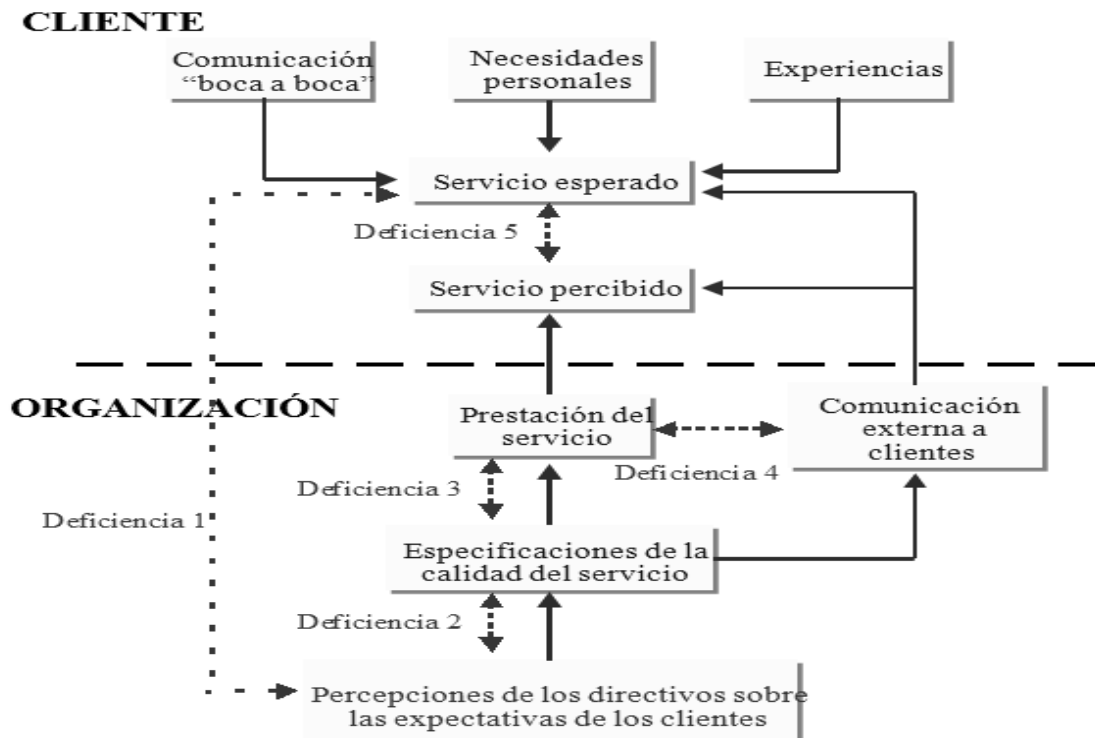 CLIENTE
Comunicación
“boca a boca”
Necesidades
personales
Experiencias
Servicio esperado
Deficiencia 5
Servicio percibido
ORGANIZACIÓN
Prestación del
servicio
Comunicación
externa a
clientes
Deficiencia 4
Deficiencia 3
Deficiencia 1
Especificaciones de la
calidad del servicio
Deficiencia 2
Percepciones de los directivos sobre
las expectativas de los clientes